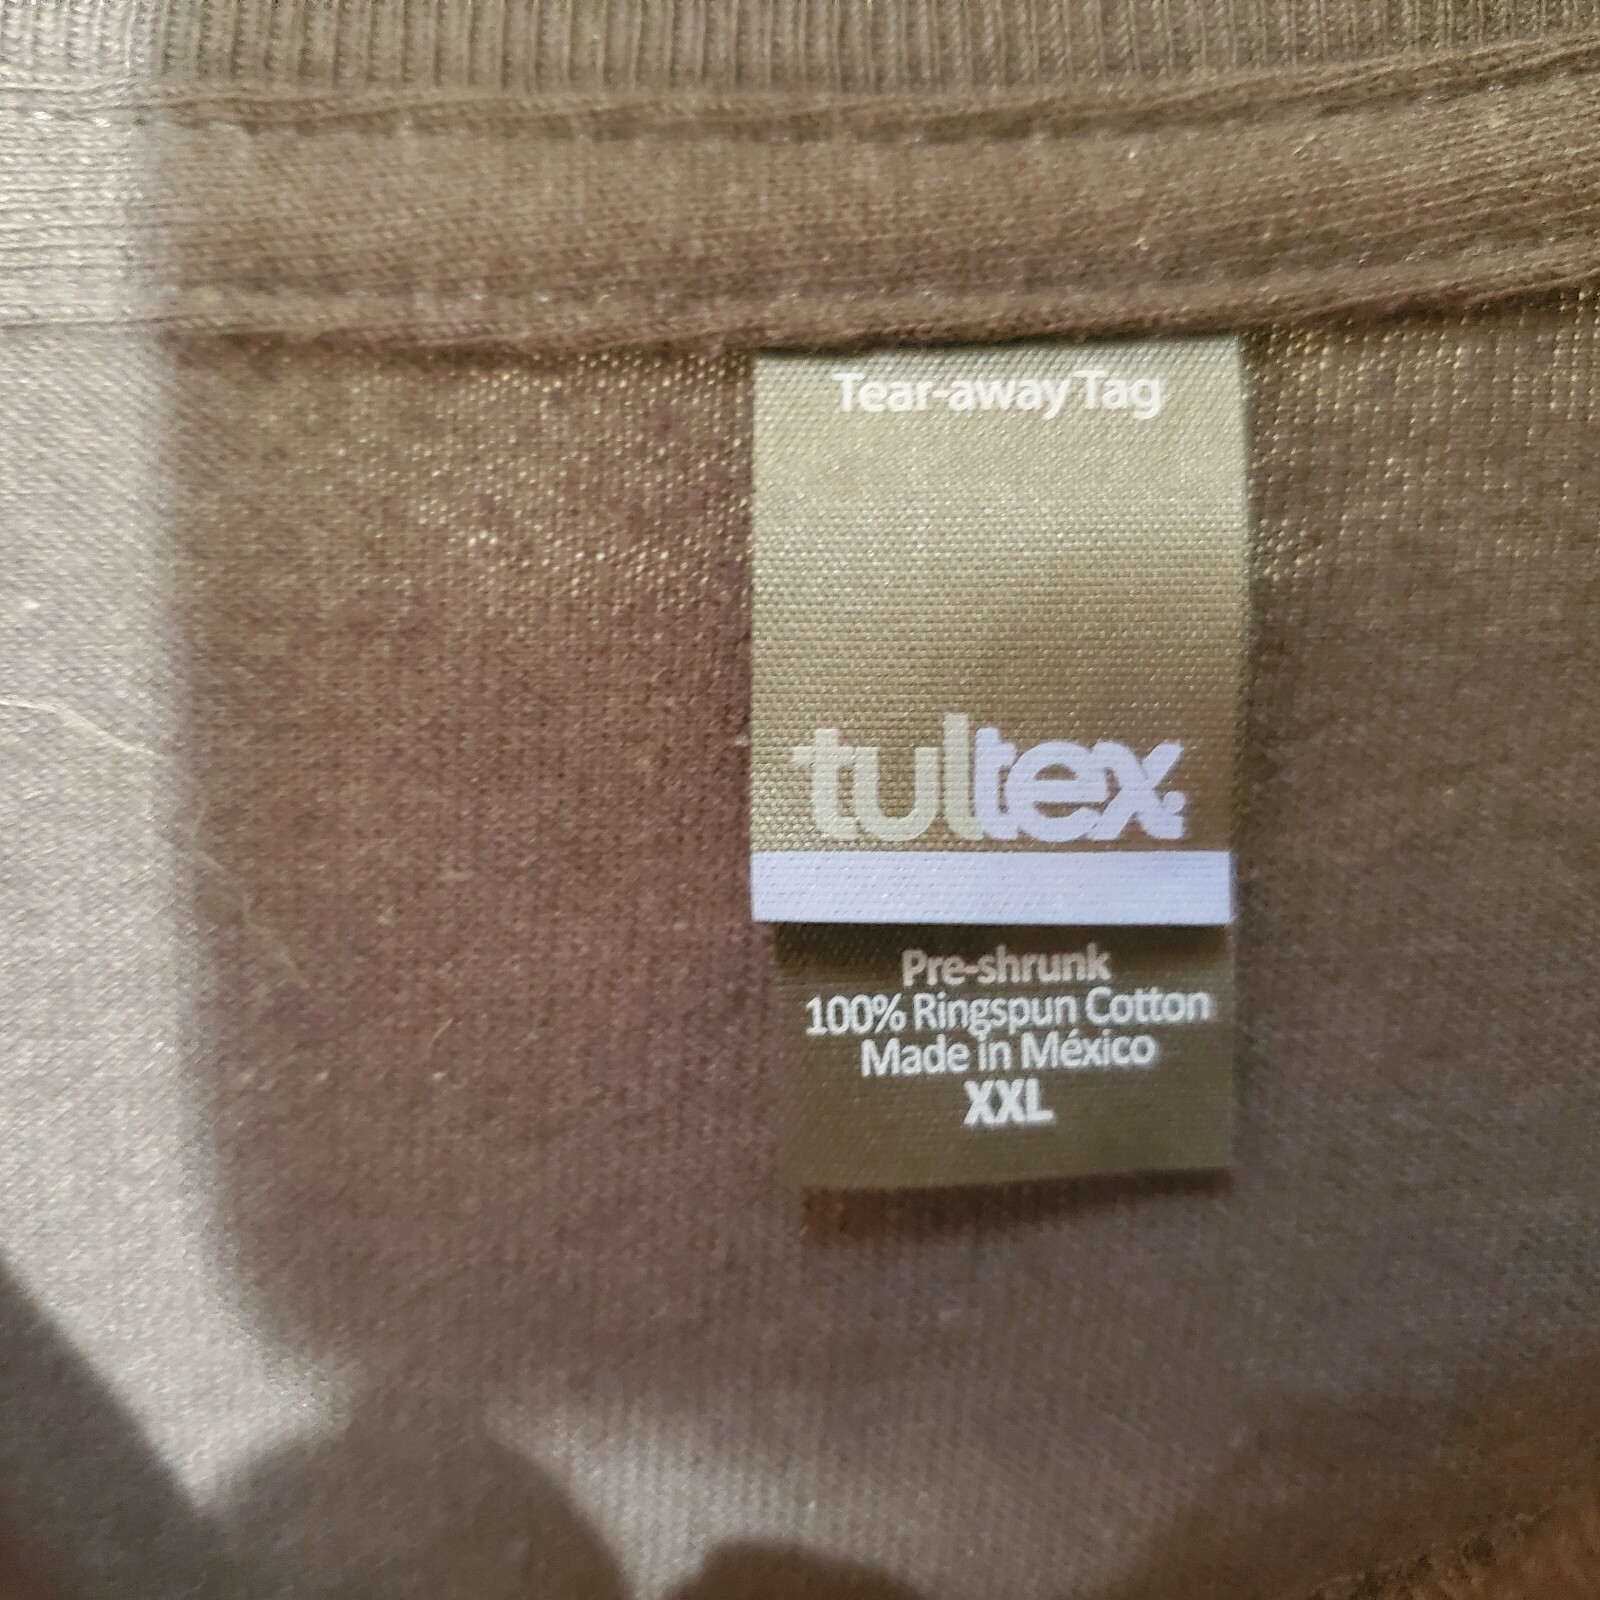 Tear-away Tag
tultex.
Pre-shrunk
100% Ringspun Cotton
Made in México
XXL